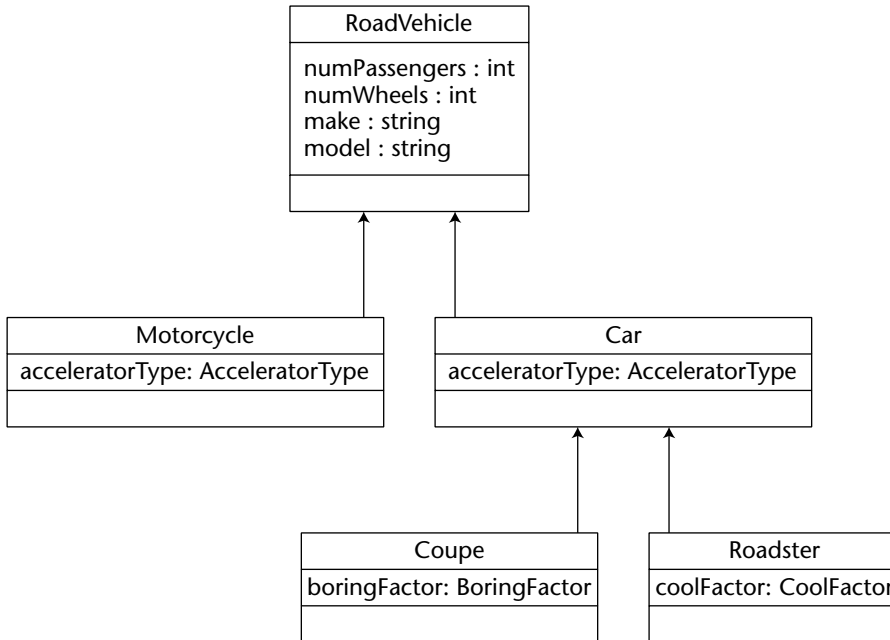 RoadVehicle
numPassengers : int
numWheels : int
make : string
model : string
Motorcycle
acceleratorType: AcceleratorType
Car
acceleratorType: AcceleratorType
Coupe
boringFactor: BoringFactor
Roadster
coolFactor: CoolFactor